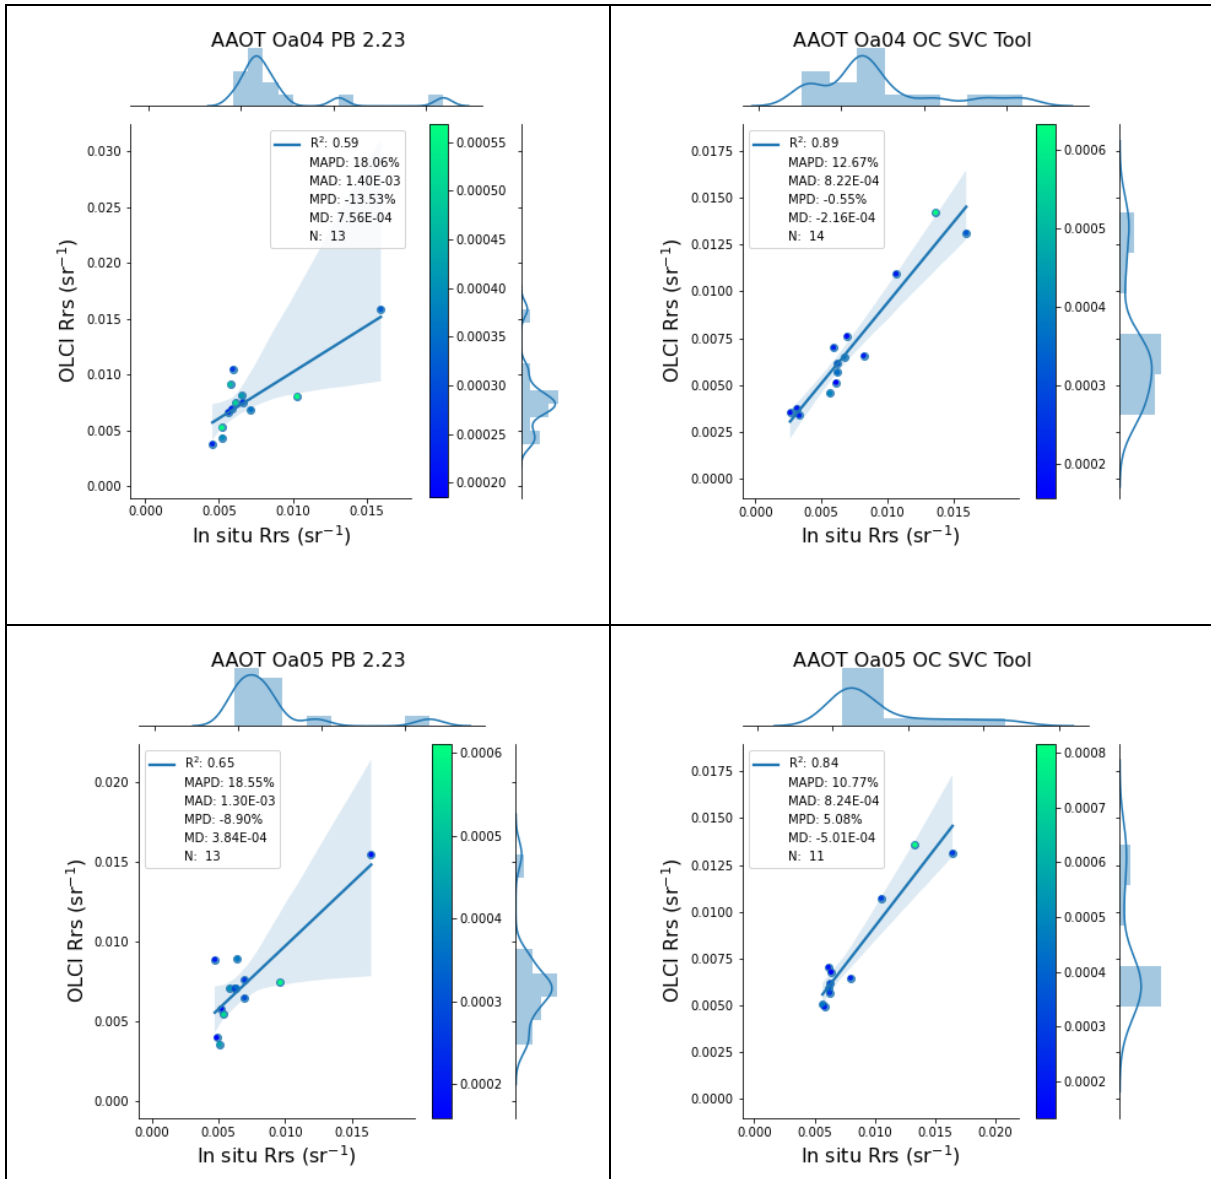 AAOT Oa04 PB 2.23
R²: 0.59
MAPD: 18.06%
MAD: 1.40E-03
MPD: -13.53%
MD: 7.56E-04
N: 13
OLCI Rrs (sr⁻¹)
0.030
0.025
0.020
0.015
0.010
0.005
0.000
0.000 0.005 0.010 0.015
In situ Rrs (sr⁻¹)
0.00055
0.00050
0.00045
0.00040
0.00035
0.00030
0.00025
0.00020
AAOT Oa04 OC SVC Tool
R²: 0.89
MAPD: 12.67%
MAD: 8.22E-04
MPD: -0.55%
MD: -2.16E-04
N: 14
OLCI Rrs (sr⁻¹)
0.0175
0.0150
0.0125
0.0100
0.0075
0.0050
0.0025
0.0000
0.000 0.005 0.010 0.015
In situ Rrs (sr⁻¹)
0.0006
0.0005
0.0004
0.0003
0.0002
AAOT Oa05 PB 2.23
R²: 0.65
MAPD: 18.55%
MAD: 1.30E-03
MPD: -8.90%
MD: 3.84E-04
N: 13
OLCI Rrs (sr⁻¹)
0.020
0.015
0.010
0.005
0.000
0.000 0.005 0.010 0.015
In situ Rrs (sr⁻¹)
0.0006
0.0005
0.0004
0.0003
0.0002
AAOT Oa05 OC SVC Tool
R²: 0.84
MAPD: 10.77%
MAD: 8.24E-04
MPD: 5.08%
MD: -5.01E-04
N: 11
OLCI Rrs (sr⁻¹)
0.0175
0.0150
0.0125
0.0100
0.0075
0.0050
0.0025
0.0000
0.000 0.005 0.010 0.015 0.020
In situ Rrs (sr⁻¹)
0.0008
0.0007
0.0006
0.0005
0.0004
0.0003
0.0002